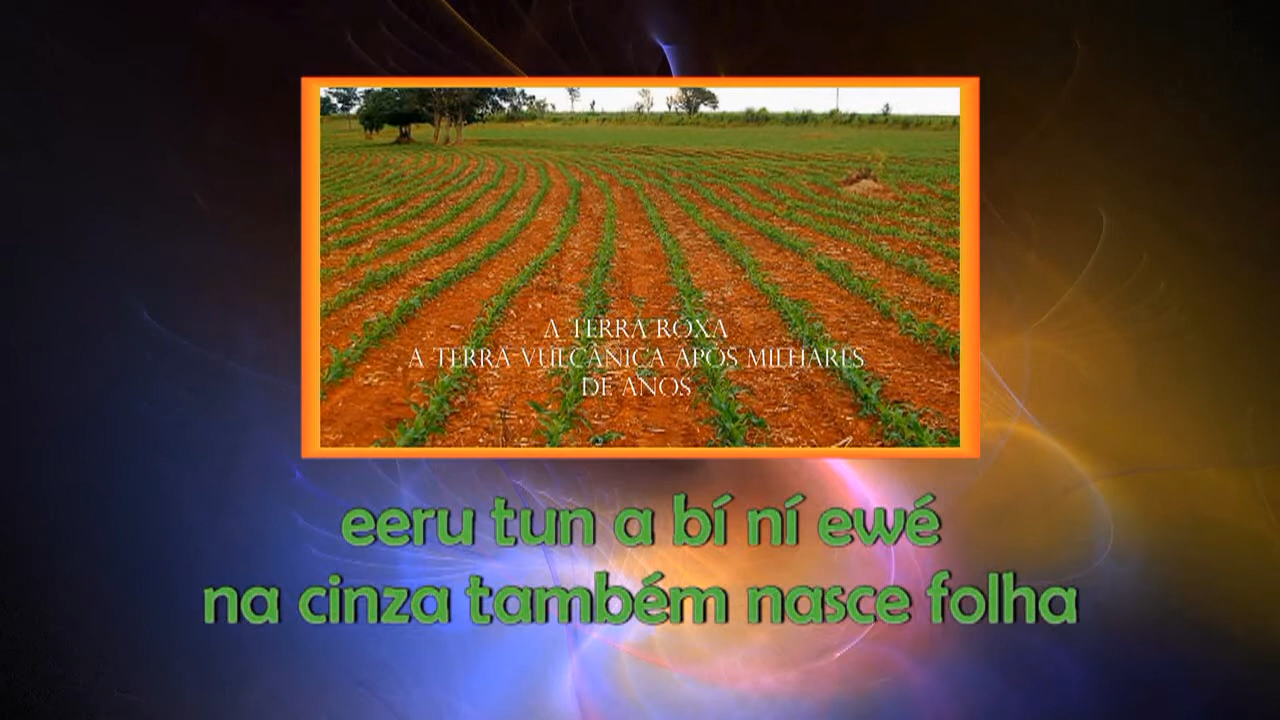 A TERRA ROXA
A TERRA VULCÂNICA APÓS MILHARES
DE ANOS
eeru tun a bí ní ewé
na cinza também nasce folha